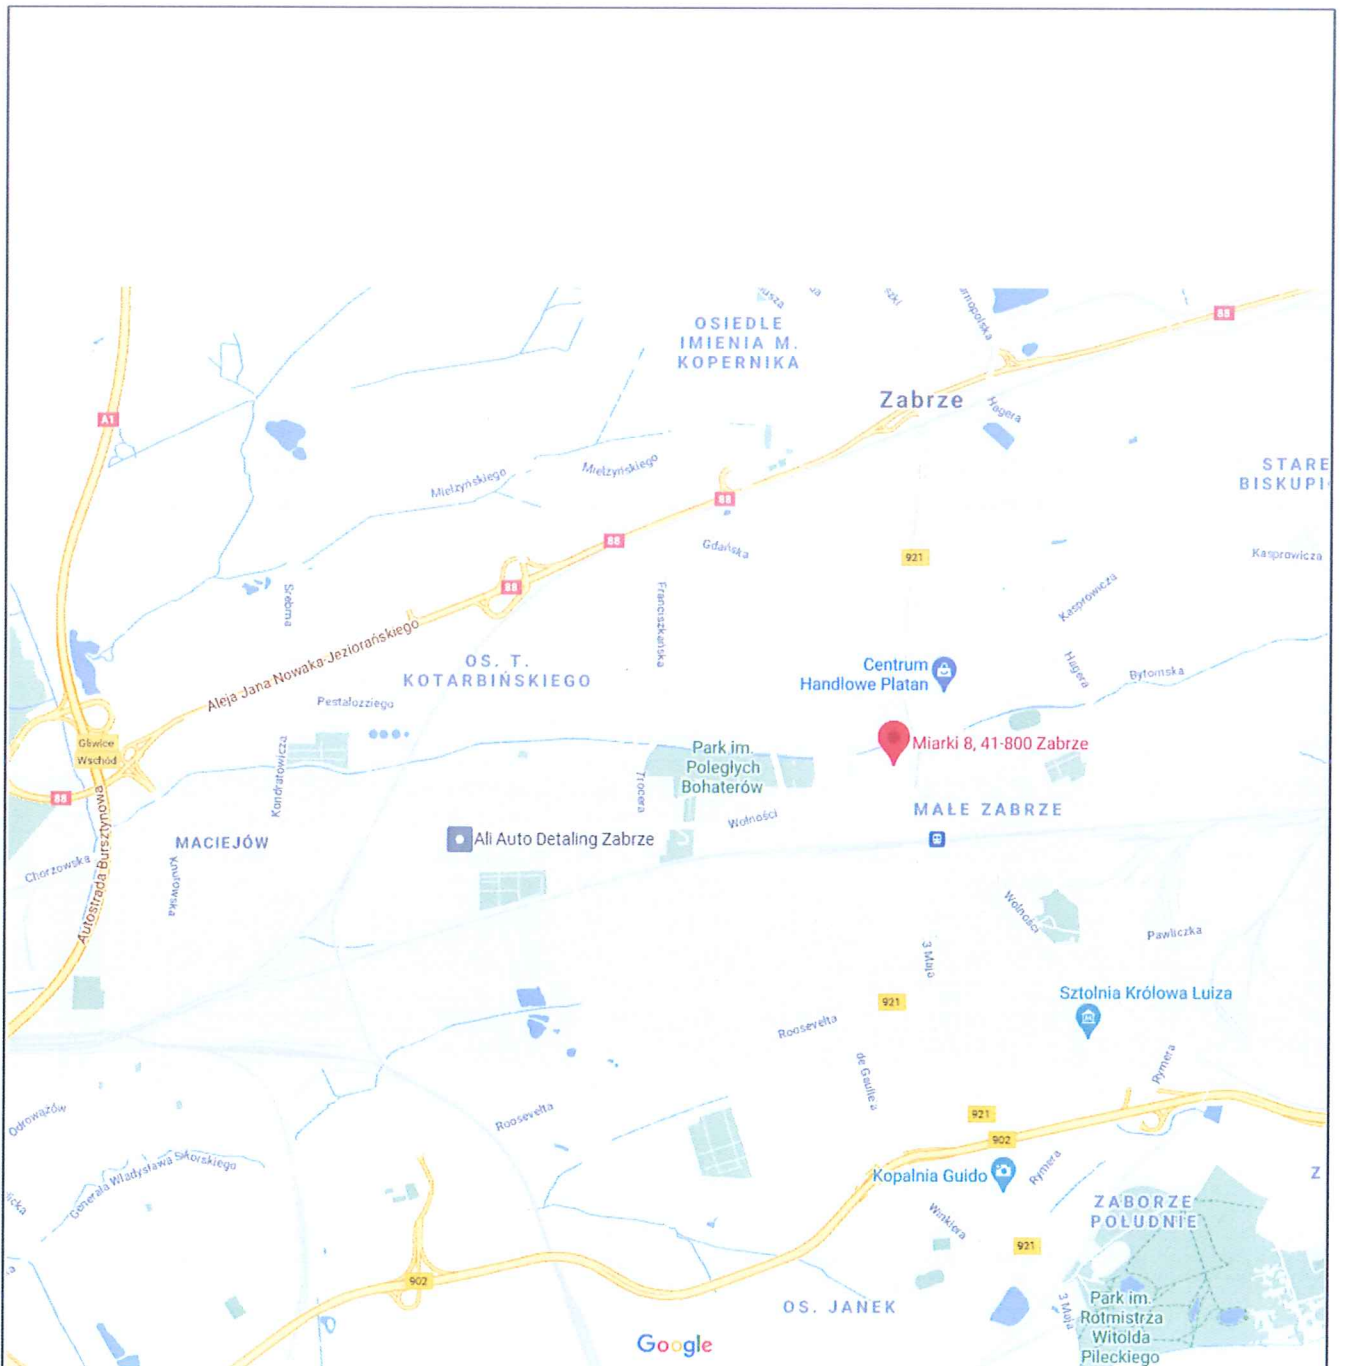 OSIEDLE
IMIENIA M.
KOPERNIKA
88
Zabrze
Hagera
A1
STARE
Mielżyńskiego
Mielżyńskiego
88
88
Gdańska
921
Kasprowicza
88
Kasprowicza
Srebrna
Franciszkańska
Aleja Jana Nowaka-Jeziorańskiego
OS. T.
KOTARBIŃSKIEGO
Centrum
Handlowe Platan
Hagera
Bytomska
Pestalozziego
Gliwice
Wschód
Kondratowicza
Park im.
Poległych
Bohaterów
Miarki 8, 41-800 Zabrze
88
Trocera
Wolności
MAŁE ZABRZE
MACIEJÓW
Ali Auto Detaling Zabrze
Chorzowska
Knurowska
Autostrada Bursztynowa
Wolności
Pawliczka
3 Maja
921
Sztolnia Królowa Luiza
Roosevelta
de Gaulle'a
Rymera
Odrowążów
Roosevelta
921
902
Generała Władysława Sikorskiego
Kopalnia Guido
Rymera
ZABORZE
POŁUDNIE
Winklera
921
902
OS. JANEK
3 Maja
Park im.
Rotmistrza
Witolda
Pileckiego
Google